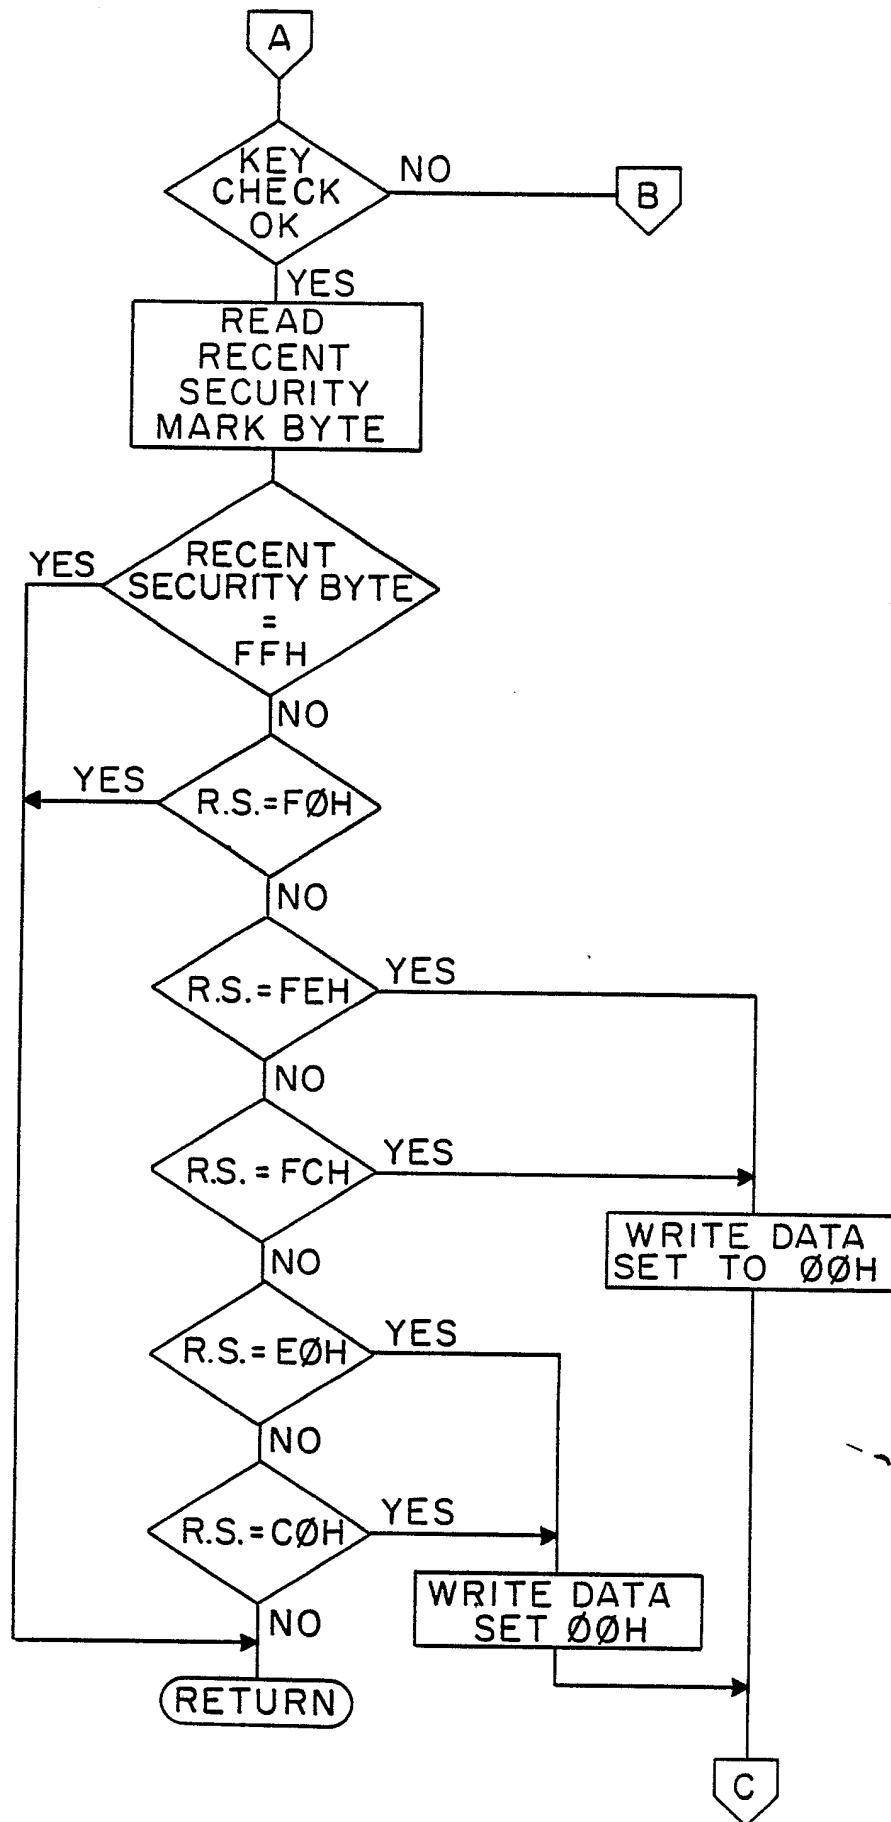 A
KEY
CHECK
OK
NO
B
YES
READ
RECENT
SECURITY
MARK BYTE
YES
RECENT
SECURITY BYTE
=
FFH
NO
YES
R.S.=FØH
NO
R.S.=FEH
YES
NO
R.S.=FCH
YES
WRITE DATA
SET TO ØØH
NO
R.S.=EØH
YES
NO
R.S.=CØH
YES
WRITE DATA
SET ØØH
NO
RETURN
C